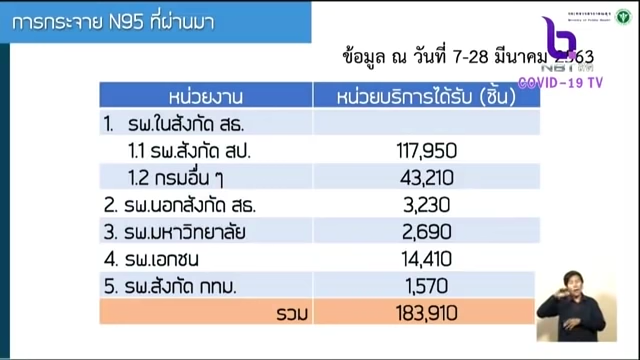 การกระจาย N95 ที่ผ่านมา
ข้อมูล ณ วันที่ 7-28 มีนาคม 2563
NBT
COVID-19 TV
หน่วยงาน หน่วยบริการได้รับ (ชิ้น)
1. รพ.ในสังกัด สธ.
1.1 รพ.สังกัด สป. 117,950
1.2 กรมอื่น ๆ 43,210
2. รพ.นอกสังกัด สธ. 3,230
3. รพ.มหาวิทยาลัย 2,690
4. รพ.เอกชน 14,410
5. รพ.สังกัด กทม. 1,570
รวม 183,910